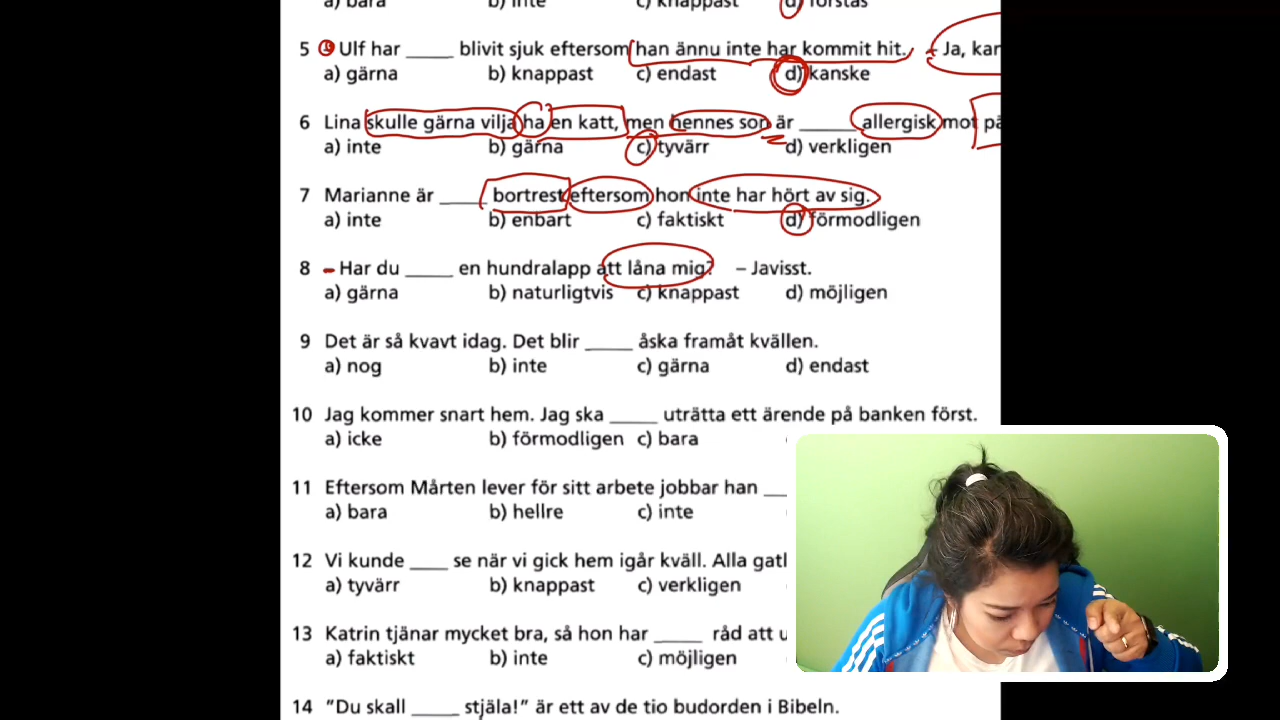 a) bara b) inte c) knappast d) förstås
5 Ulf har _____ blivit sjuk eftersom han ännu inte har kommit hit. – Ja, kan
a) gärna b) knappast c) endast d) kanske
6 Lina skulle gärna vilja ha en katt, men hennes son är ______ allergisk mot pä
a) inte b) gärna c) tyvärr d) verkligen
7 Marianne är _____ bortrest eftersom hon inte har hört av sig.
a) inte b) enbart c) faktiskt d) förmodligen
8 – Har du _____ en hundralapp att låna mig? – Javisst.
a) gärna b) naturligtvis c) knappast d) möjligen
9 Det är så kvavt idag. Det blir _____ åska framåt kvällen.
a) nog b) inte c) gärna d) endast
10 Jag kommer snart hem. Jag ska _____ uträtta ett ärende på banken först.
a) icke b) förmodligen c) bara
11 Eftersom Mårten lever för sitt arbete jobbar han __
a) bara b) hellre c) inte
12 Vi kunde ____ se när vi gick hem igår kväll. Alla gatl
a) tyvärr b) knappast c) verkligen
13 Katrin tjänar mycket bra, så hon har _____ råd att u
a) faktiskt b) inte c) möjligen
14 ”Du skall _____ stjäla!” är ett av de tio budorden i Bibeln.